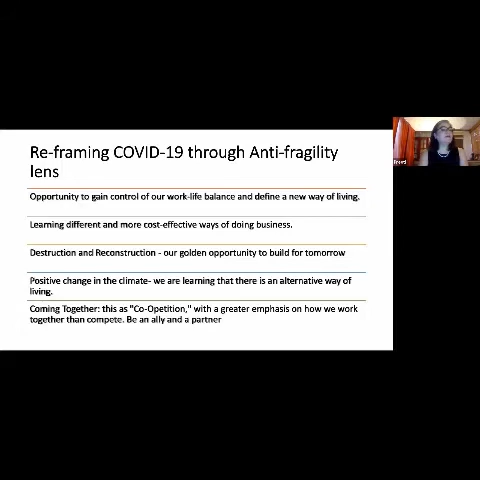 Re-framing COVID-19 through Anti-fragility
lens
Opportunity to gain control of our work-life balance and define a new way of living.
Learning different and more cost-effective ways of doing business.
Destruction and Reconstruction - our golden opportunity to build for tomorrow
Positive change in the climate- we are learning that there is an alternative way of
living.
Coming Together: this as "Co-Opetition," with a greater emphasis on how we work
together than compete. Be an ally and a partner